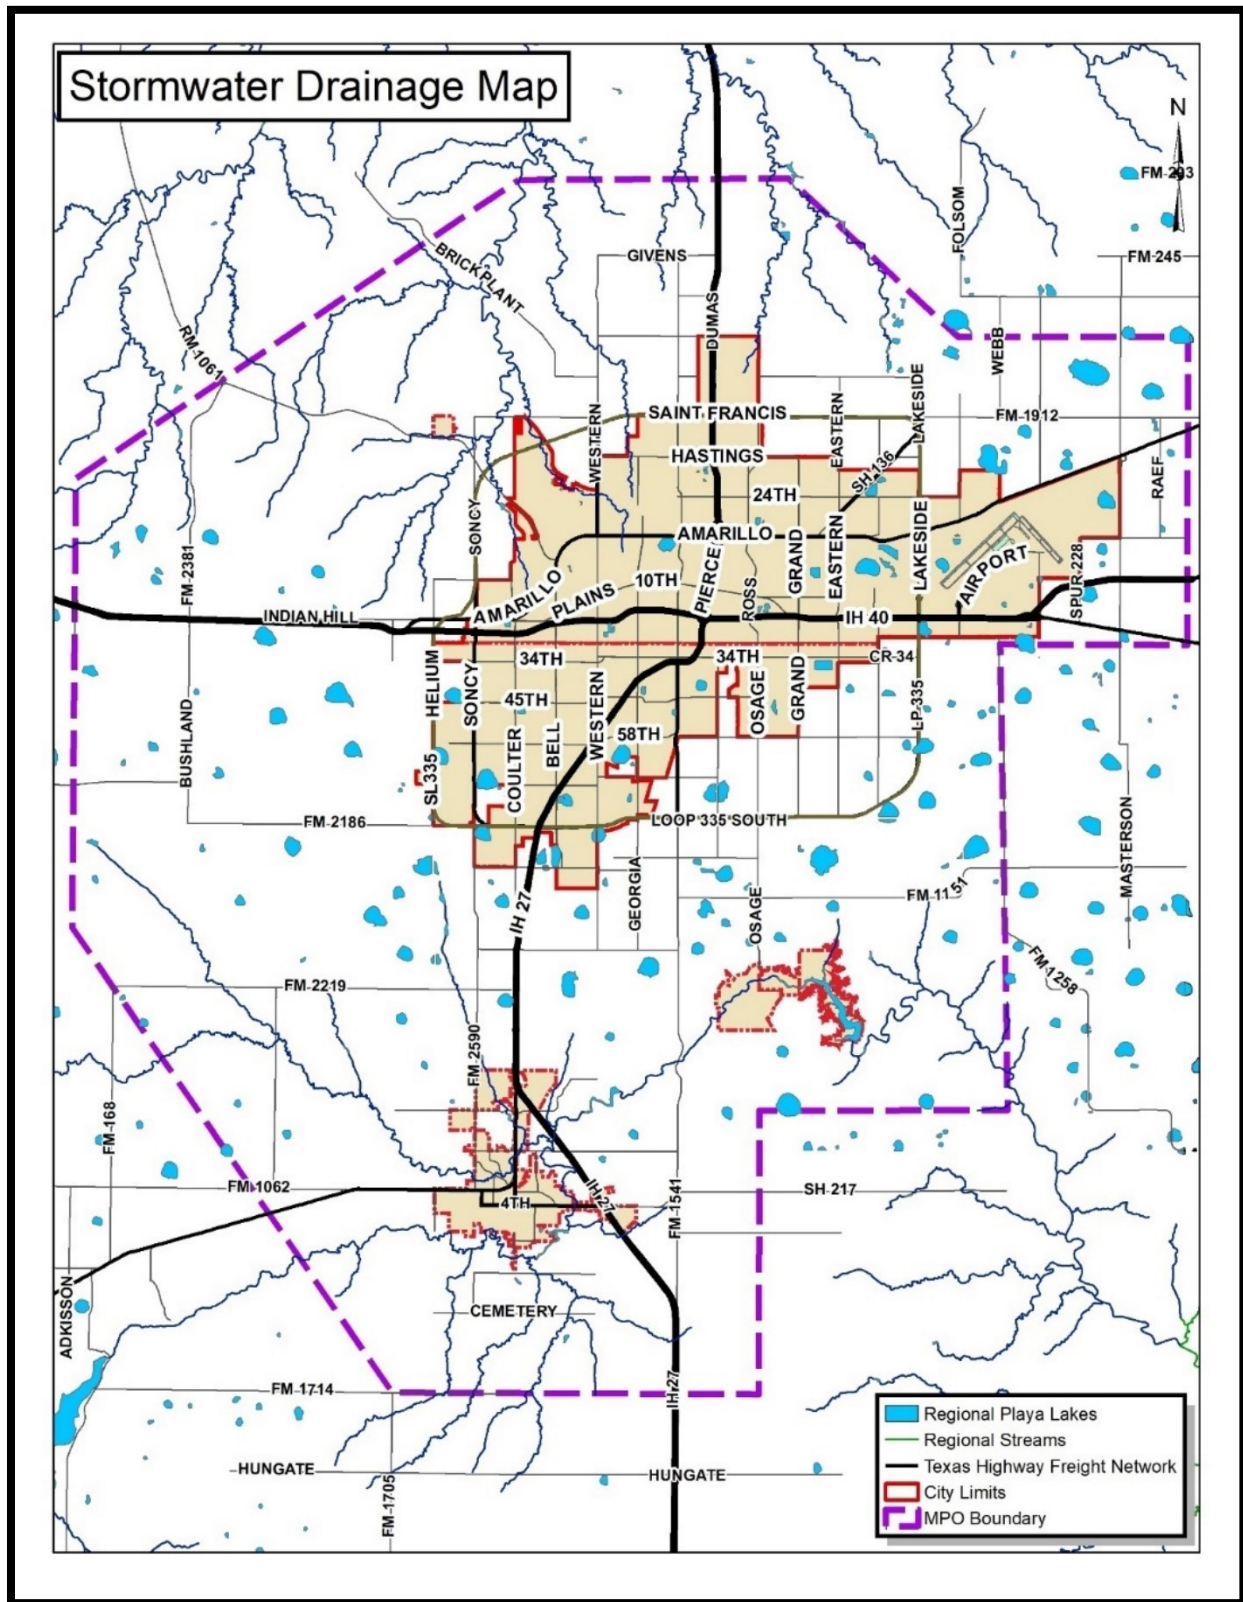 Stormwater Drainage Map
N
FM-293
FOLSOM
GIVENS
FM-245
BRICKPLANT
DUMAS
RM-1061
WEBB
LAKESIDE
SAINT FRANCIS
EASTERN
FM-1912
WESTERN
HASTINGS
SH 136
RAEF
24TH
SONCY
AMARILLO
LAKESIDE
FM-2381
GRAND
EASTERN
AIRPORT
SPUR 228
10TH
PIERCE
ROSS
AMARILLO
PLAINS
INDIAN HILL
IH 40
34TH
34TH
CR-34
HELIUM
SONCY
45TH
WESTERN
OSAGE
GRAND
LP-335
BUSHLAND
58TH
BELL
COULTER
SL335
FM-2186
LOOP 335 SOUTH
MASTERSON
GEORGIA
FM-1151
IH 27
OSAGE
FM-1258
FM-2219
FM-2590
FM-168
FM-1062
4TH
IH-27
FM-1541
SH-217
CEMETERY
ADKISSON
FM-1714
IH-27
HUNGATE
HUNGATE
FM-1705
Regional Playa Lakes
Regional Streams
Texas Highway Freight Network
City Limits
MPO Boundary